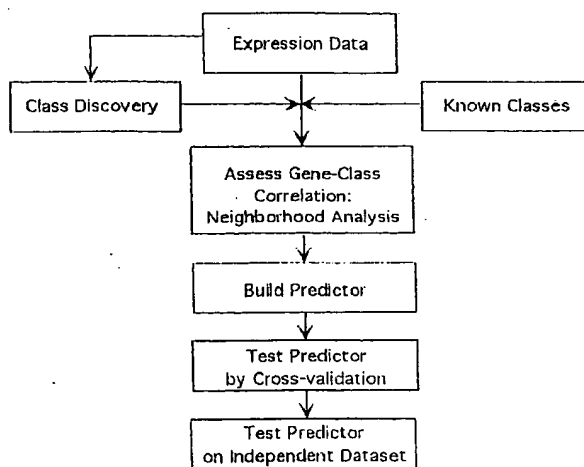 Expression Data
Class Discovery
Known Classes
Assess Gene-Class
Correlation:
Neighborhood Analysis
Build Predictor
Test Predictor
by Cross-validation
Test Predictor
on Independent Dataset